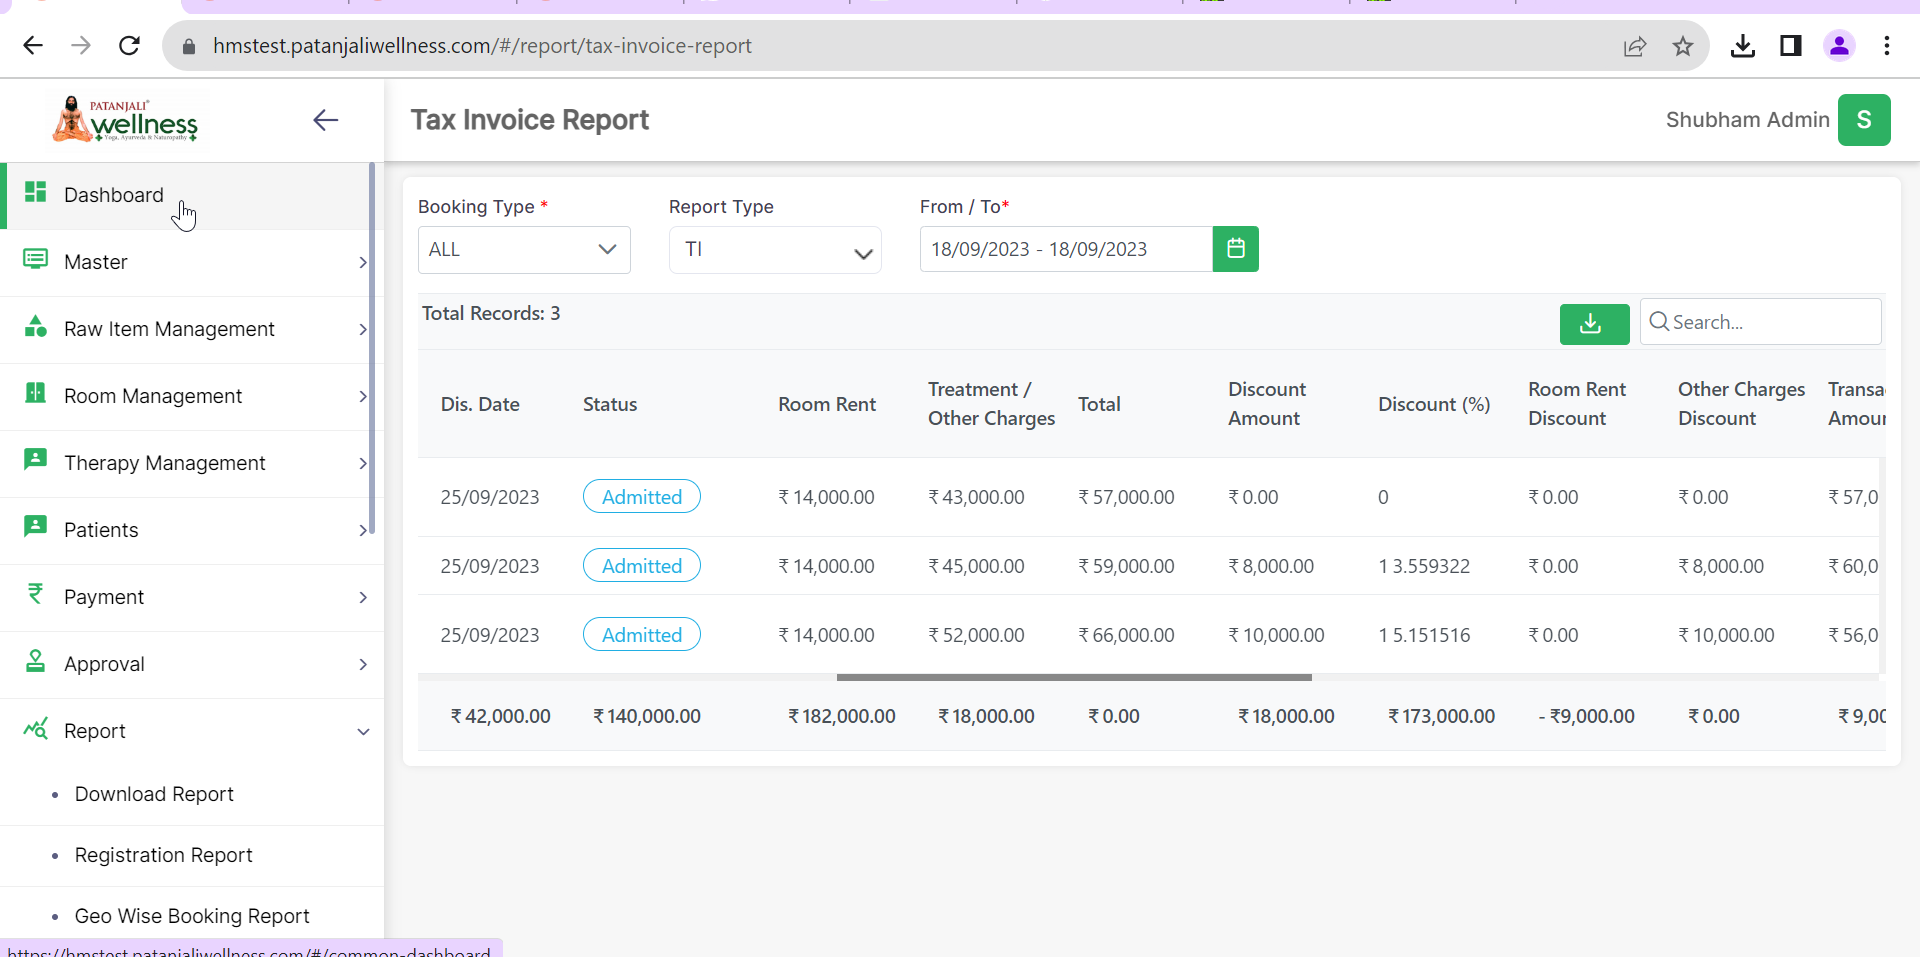 hmstest.patanjaliwellness.com/#/report/tax-invoice-report
PATANJALI®
wellness
Yoga, Ayurveda & Naturopathy
Tax Invoice Report
Shubham Admin
S
Dashboard
Master
Raw Item Management
Room Management
Therapy Management
Patients
Payment
Approval
Report
• Download Report
• Registration Report
• Geo Wise Booking Report
https://hmstest.patanjaliwellness.com/#/common-dashboard
Booking Type *
Report Type
From / To*
ALL
TI
18/09/2023 - 18/09/2023
Total Records: 3
Search...
Dis. Date
Status
Room Rent
Treatment /
Other Charges
Total
Discount
Amount
Discount (%)
Room Rent
Discount
Other Charges
Discount
25/09/2023 Admitted ₹ 14,000.00 ₹ 43,000.00 ₹ 57,000.00 ₹ 0.00 0 ₹ 0.00 ₹ 0.00 ₹ 57,0
25/09/2023 Admitted ₹ 14,000.00 ₹ 45,000.00 ₹ 59,000.00 ₹ 8,000.00 13.559322 ₹ 0.00 ₹ 8,000.00 ₹ 60,0
25/09/2023 Admitted ₹ 14,000.00 ₹ 52,000.00 ₹ 66,000.00 ₹ 10,000.00 15.151516 ₹ 0.00 ₹ 10,000.00 ₹ 56,0
₹ 42,000.00 ₹ 140,000.00 ₹ 182,000.00 ₹ 18,000.00 ₹ 0.00 ₹ 18,000.00 ₹ 173,000.00 - ₹9,000.00 ₹ 0.00 ₹ 9,00